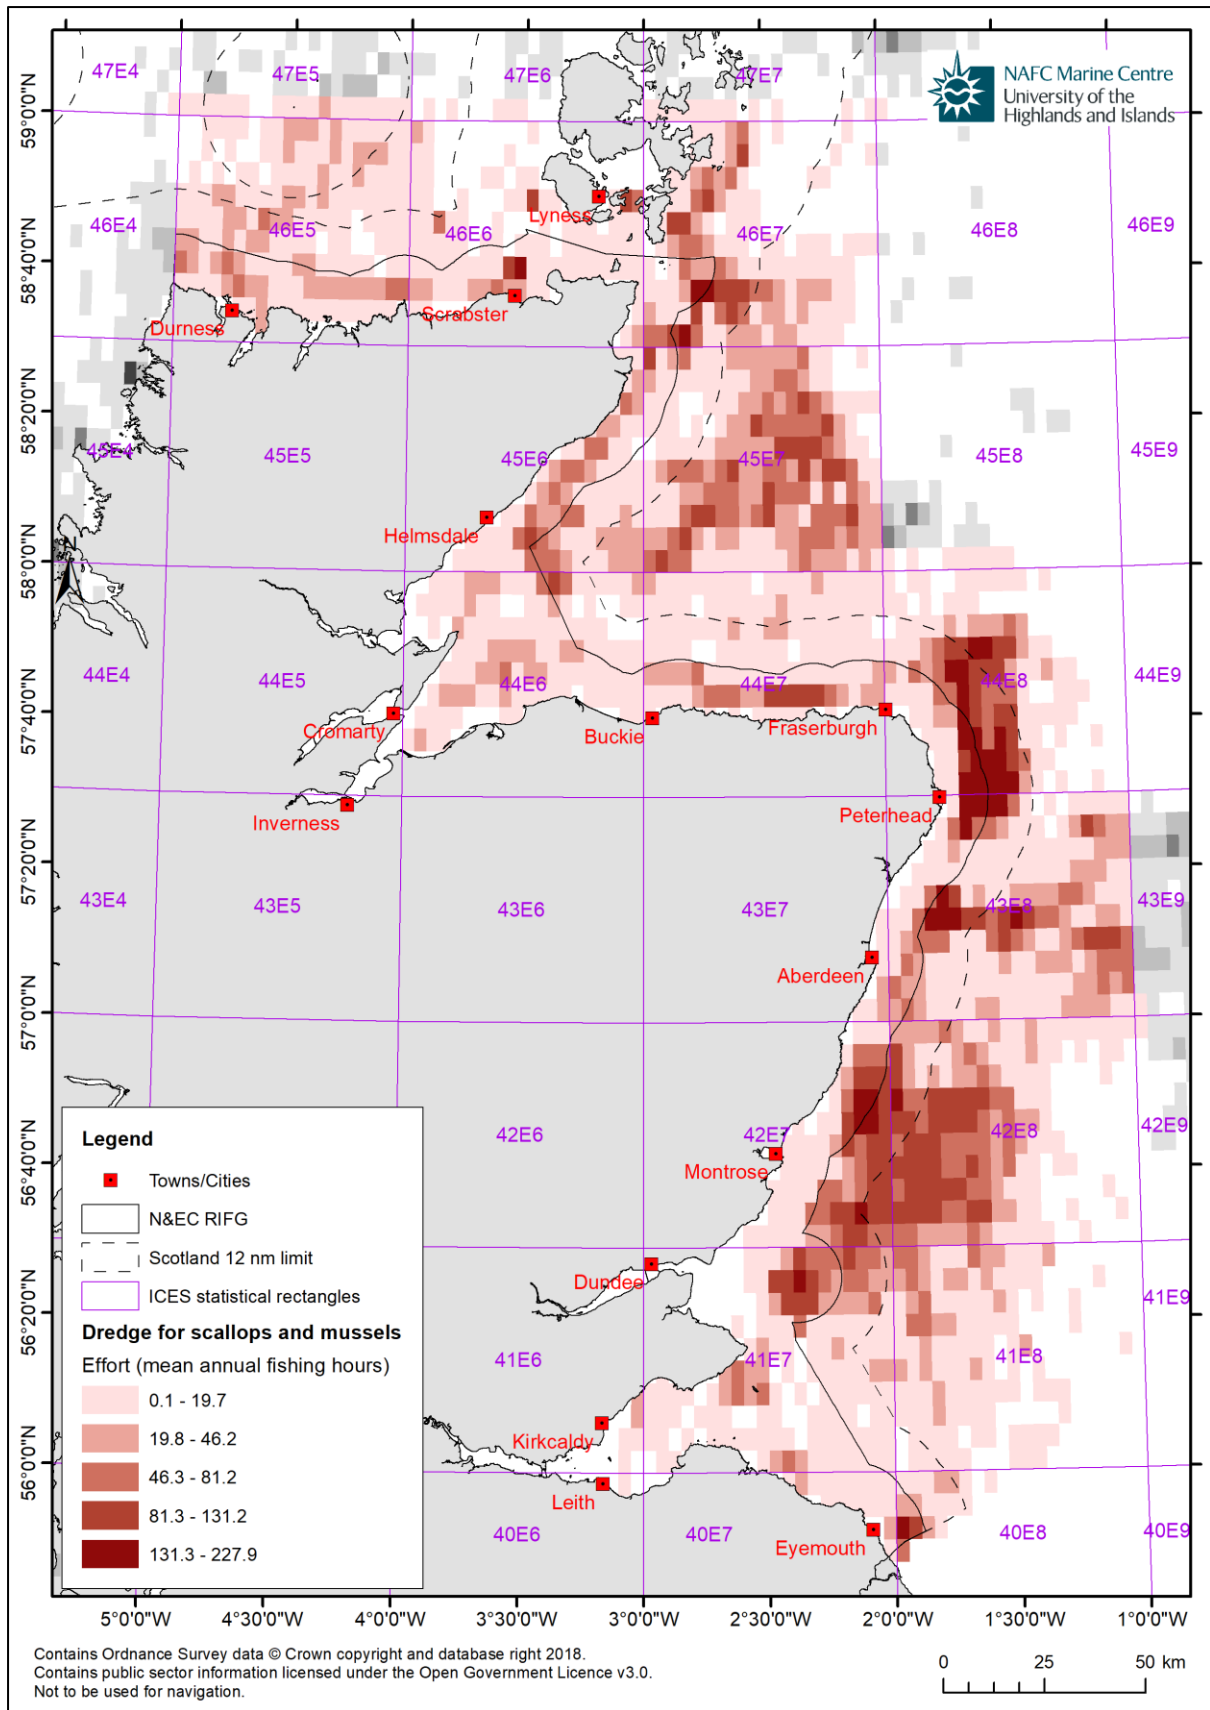 47E4
47E5
47E6
47E7
NAFC Marine Centre
University of the
Highlands and Islands
59°0'0"N
58°40'0"N
58°20'0"N
58°0'0"N
57°40'0"N
57°20'0"N
57°0'0"N
56°40'0"N
56°20'0"N
56°0'0"N
Lyness
46E4
46E5
46E6
46E7
46E8
46E9
Scrabster
Durness
45E4
45E5
45E6
45E7
45E8
45E9
Helmsdale
N
44E4
44E5
44E6
44E7
44E8
44E9
Cromarty
Buckie
Fraserburgh
Inverness
Peterhead
43E4
43E5
43E6
43E7
43E8
43E9
Aberdeen
42E6
42E7
42E8
42E9
Montrose
Dundee
41E9
41E6
41E7
41E8
Kirkcaldy
Leith
40E6
40E7
40E8
40E9
Eyemouth
Legend
Towns/Cities
N&EC RIFG
Scotland 12 nm limit
ICES statistical rectangles
Dredge for scallops and mussels
Effort (mean annual fishing hours)
0.1 - 19.7
19.8 - 46.2
46.3 - 81.2
81.3 - 131.2
131.3 - 227.9
5°0'0"W
4°30'0"W
4°0'0"W
3°30'0"W
3°0'0"W
2°30'0"W
2°0'0"W
1°30'0"W
1°0'0"W
Contains Ordnance Survey data © Crown copyright and database right 2018.
Contains public sector information licensed under the Open Government Licence v3.0.
Not to be used for navigation.
0 25 50 km